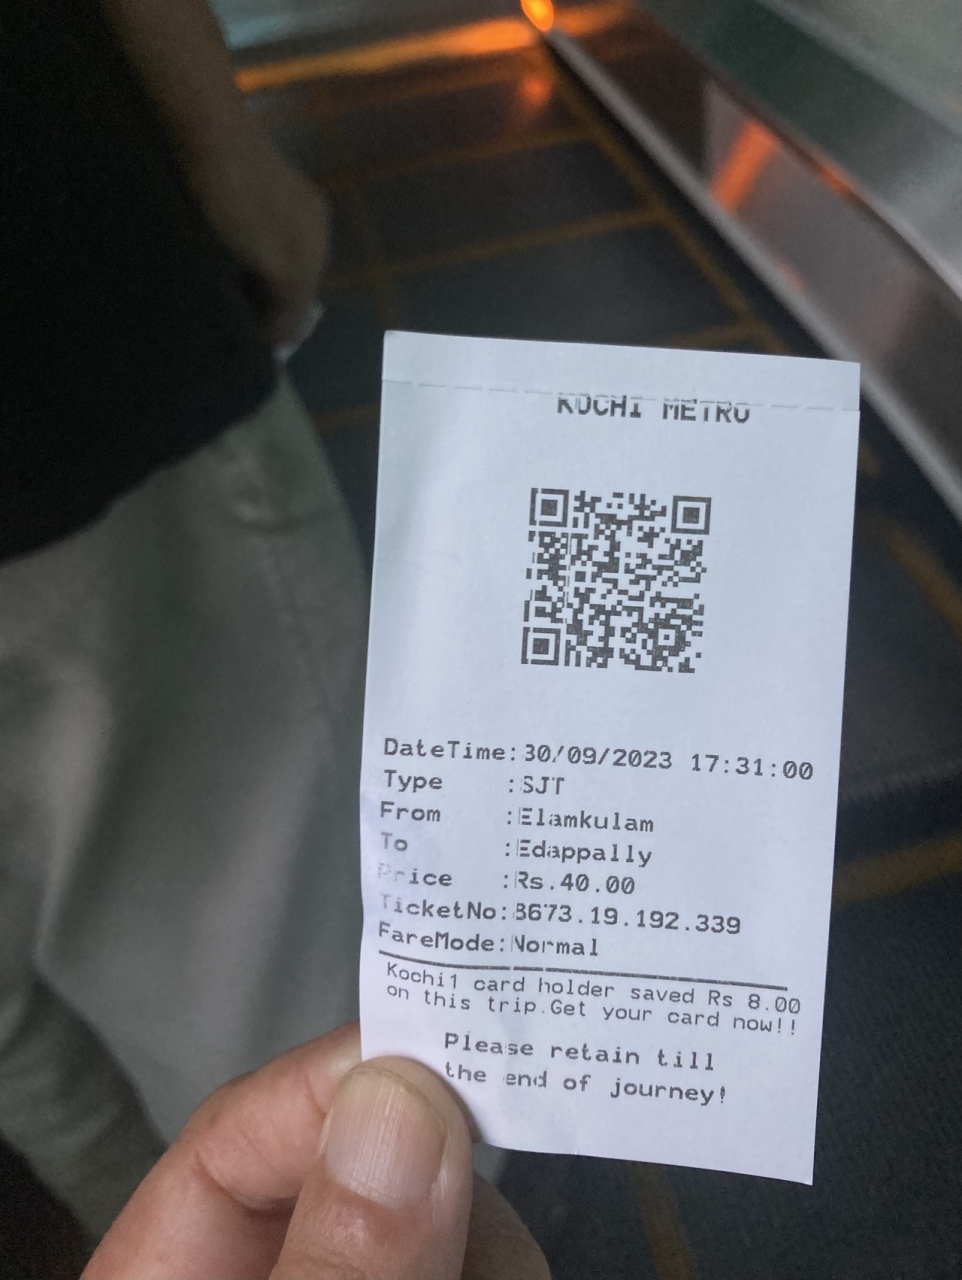 KOCHI METRO
DateTime:30/09/2023 17:31:00
Type :SJT
From :Elamkulam
To :Edappally
Price :Rs.40.00
TicketNo:3673.19.192.339
FareMode:Normal
Kochi1 card holder saved Rs 8.00
on this trip.Get your card now!!
Please retain till
the end of journey!